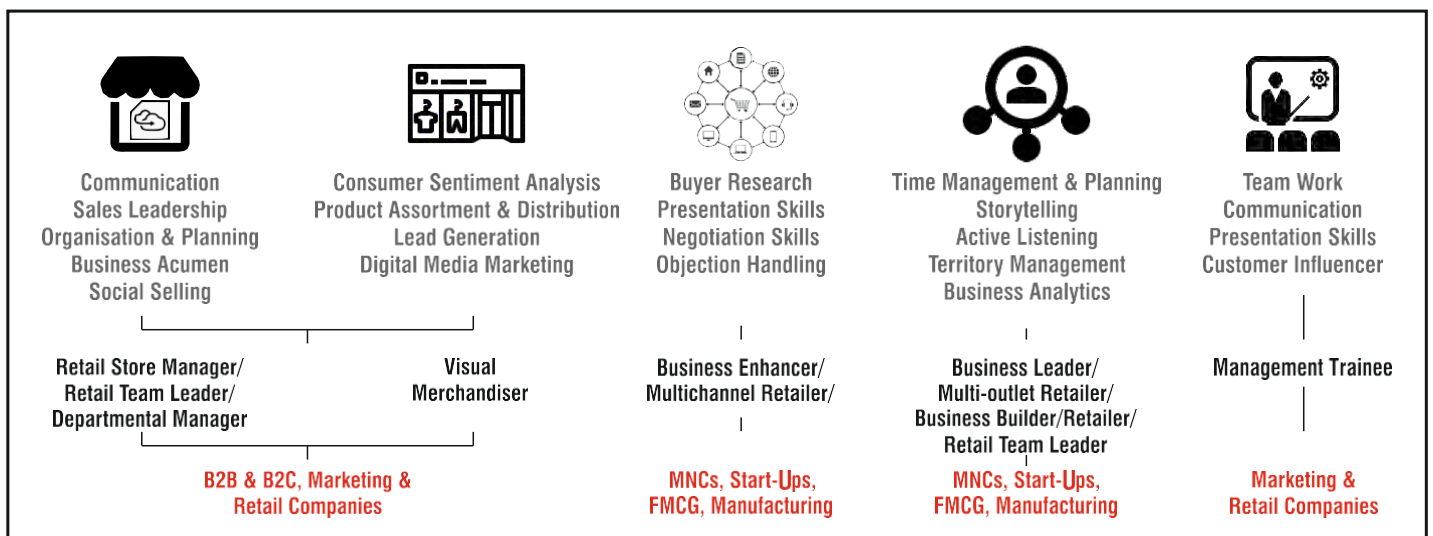 Communication
Sales Leadership
Organisation & Planning
Business Acumen
Social Selling
Consumer Sentiment Analysis
Product Assortment & Distribution
Lead Generation
Digital Media Marketing
Buyer Research
Presentation Skills
Negotiation Skills
Objection Handling
Time Management & Planning
Storytelling
Active Listening
Territory Management
Business Analytics
Team Work
Communication
Presentation Skills
Customer Influencer
Retail Store Manager/
Retail Team Leader/
Departmental Manager
Visual
Merchandiser
Business Enhancer/
Multichannel Retailer/
Business Leader/
Multi-outlet Retailer/
Business Builder/Retailer/
Retail Team Leader
Management Trainee
B2B & B2C, Marketing &
Retail Companies
MNCs, Start-Ups,
FMCG, Manufacturing
MNCs, Start-Ups,
FMCG, Manufacturing
Marketing &
Retail Companies